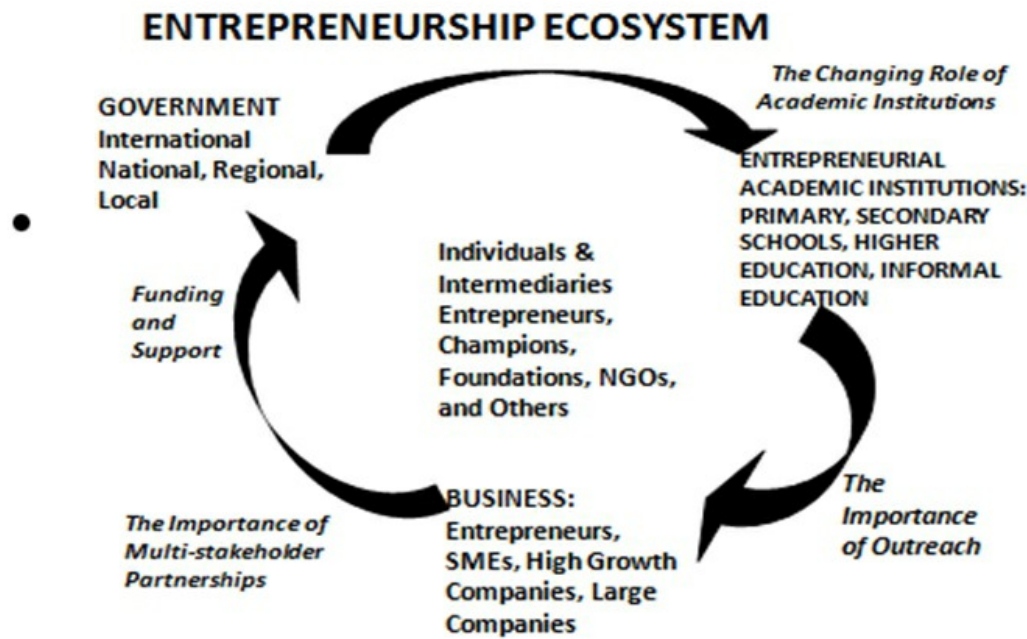 ENTREPRENEURSHIP ECOSYSTEM
The Changing Role of
Academic Institutions
GOVERNMENT
International
National, Regional,
Local
ENTREPRENEURIAL
ACADEMIC INSTITUTIONS:
PRIMARY, SECONDARY
SCHOOLS, HIGHER
EDUCATION, INFORMAL
EDUCATION
Individuals &
Intermediaries
Entrepreneurs,
Champions,
Foundations, NGOs,
and Others
Funding
and
Support
The
Importance
of Outreach
BUSINESS:
Entrepreneurs,
SMEs, High Growth
Companies, Large
Companies
The Importance of
Multi-stakeholder
Partnerships